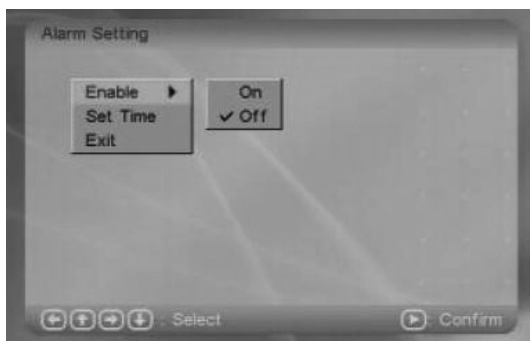 Alarm Setting
Enable
On
Set Time
✓ Off
Exit
: Select
: Confirm